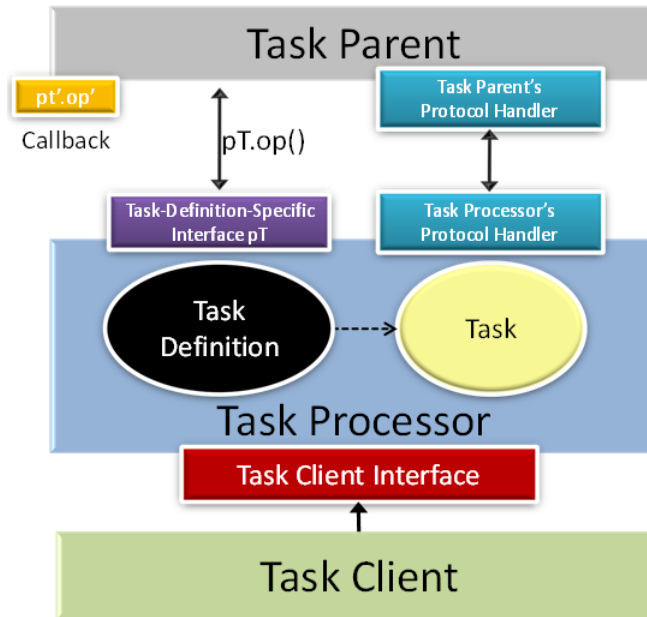 Task Parent
pt'.op'
Callback
pT.op()
Task Parent's
Protocol Handler
Task-Definition-Specific
Interface pT
Task Processor's
Protocol Handler
Task
Definition
Task
Task Processor
Task Client Interface
Task Client